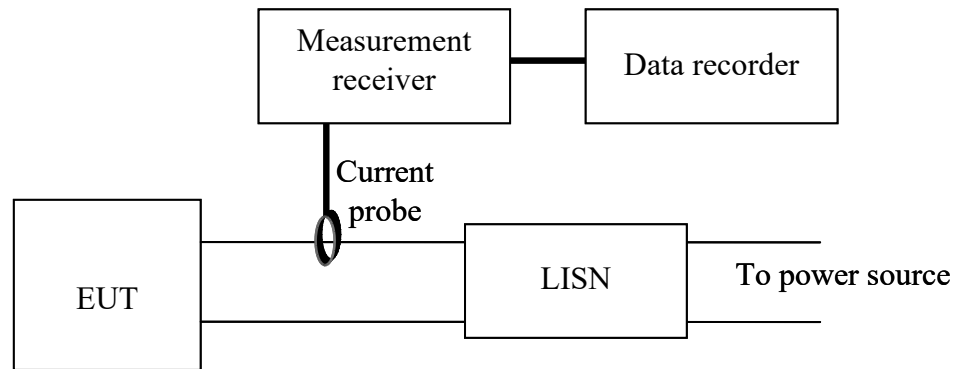 Measurement
receiver
Data recorder
Current
probe
EUT
LISN
To power source